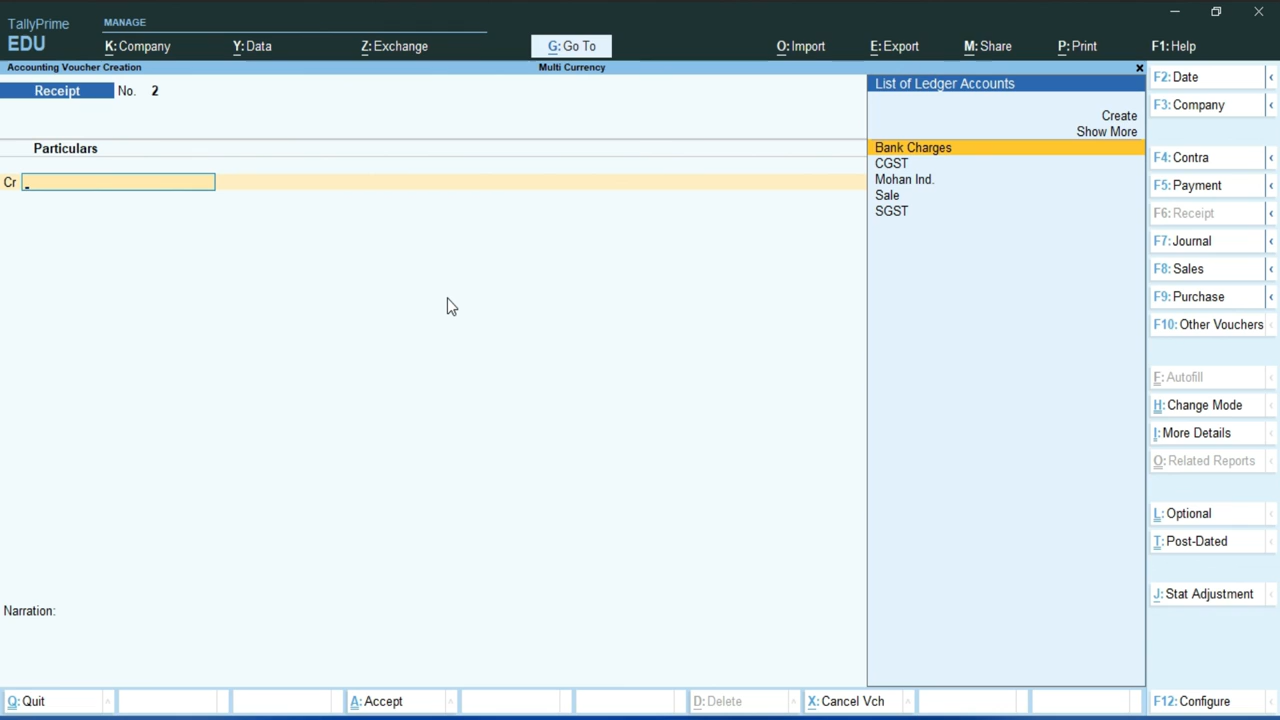 TallyPrime
EDU
MANAGE
K: Company
Y: Data
Z: Exchange
G: Go To
O: Import
E: Export
M: Share
P: Print
F1: Help
Accounting Voucher Creation
Multi Currency
Receipt No. 2
Particulars
Cr
Narration:
List of Ledger Accounts
Create
Show More
Bank Charges
CGST
Mohan Ind.
Sale
SGST
F2: Date
F3: Company
F4: Contra
F5: Payment
F6: Receipt
F7: Journal
F8: Sales
F9: Purchase
F10: Other Vouchers
F: Autofill
H: Change Mode
I: More Details
O: Related Reports
L: Optional
T: Post-Dated
J: Stat Adjustment
Q: Quit
A: Accept
D: Delete
X: Cancel Vch
F12: Configure